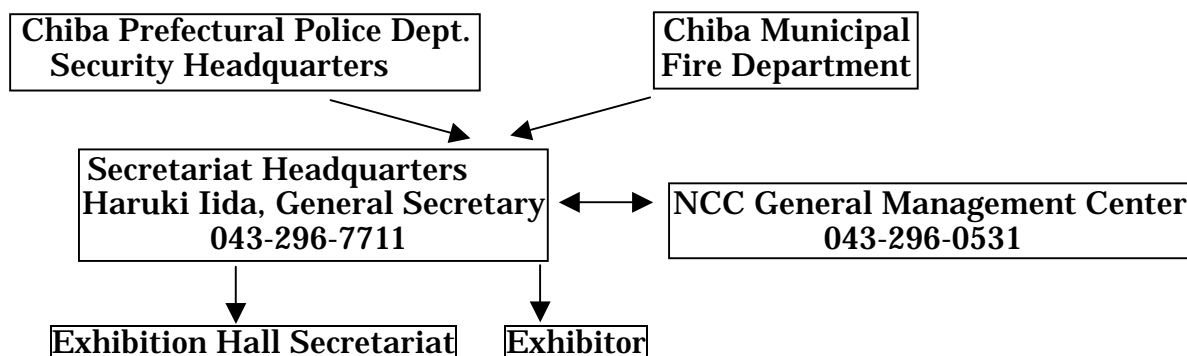 Chiba Prefectural Police Dept.
Security Headquarters
Chiba Municipal
Fire Department
Secretariat Headquarters
Haruki Iida, General Secretary
043-296-7711
NCC General Management Center
043-296-0531
Exhibition Hall Secretariat
Exhibitor